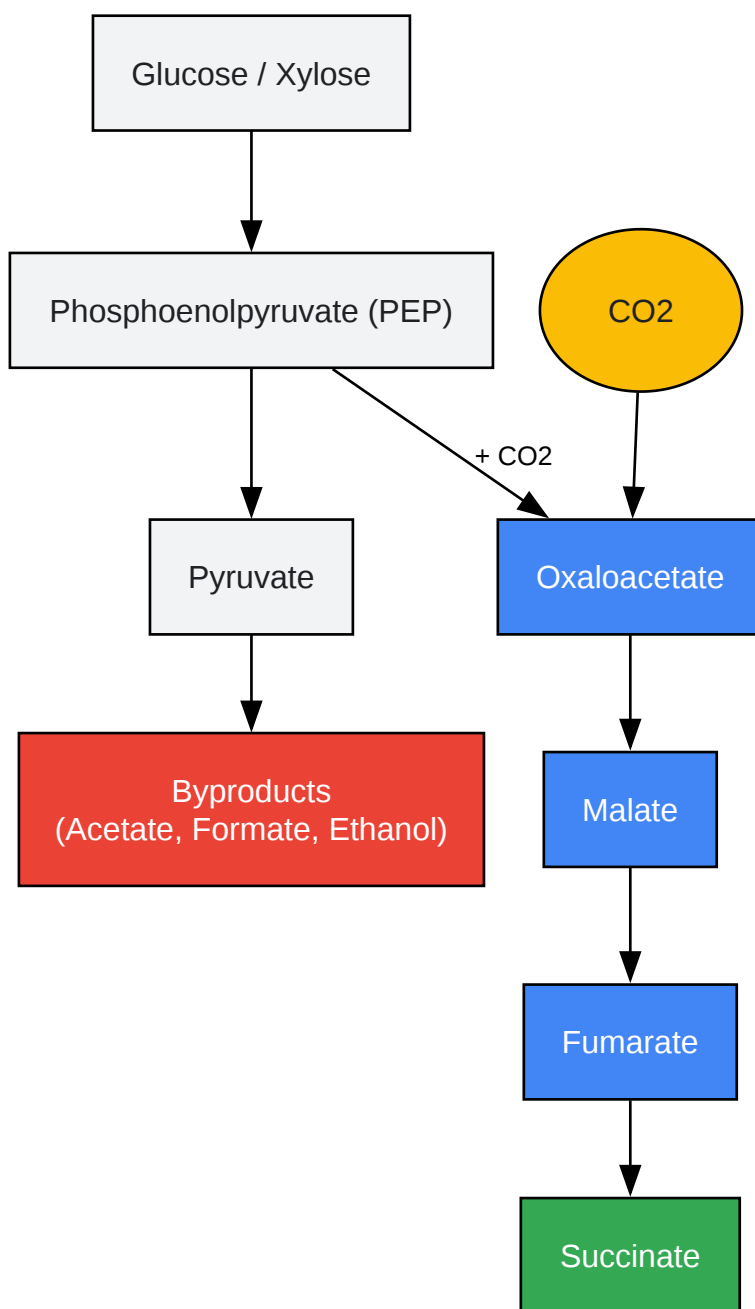 Glucose / Xylose
Phosphoenolpyruvate (PEP)
CO2
+ CO2
Pyruvate
Oxaloacetate
Byproducts
(Acetate, Formate, Ethanol)
Malate
Fumarate
Succinate